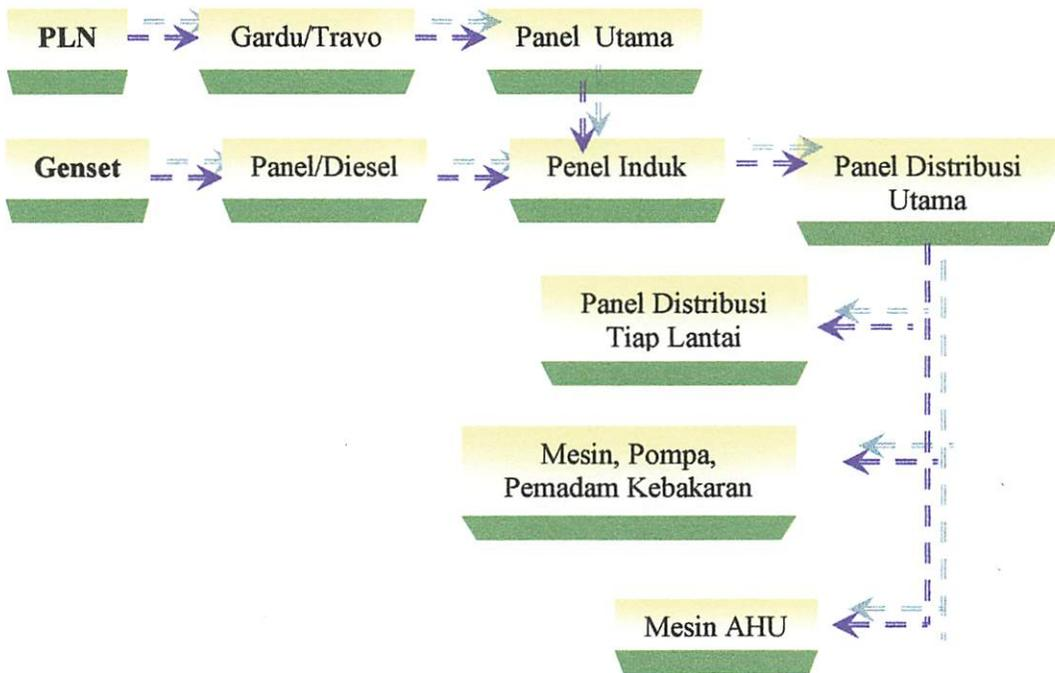 PLN
Gardu/Travo
Panel Utama
Genset
Panel/Diesel
Penel Induk
Panel Distribusi
Utama
Panel Distribusi
Tiap Lantai
Mesin, Pompa,
Pemadam Kebakaran
Mesin AHU